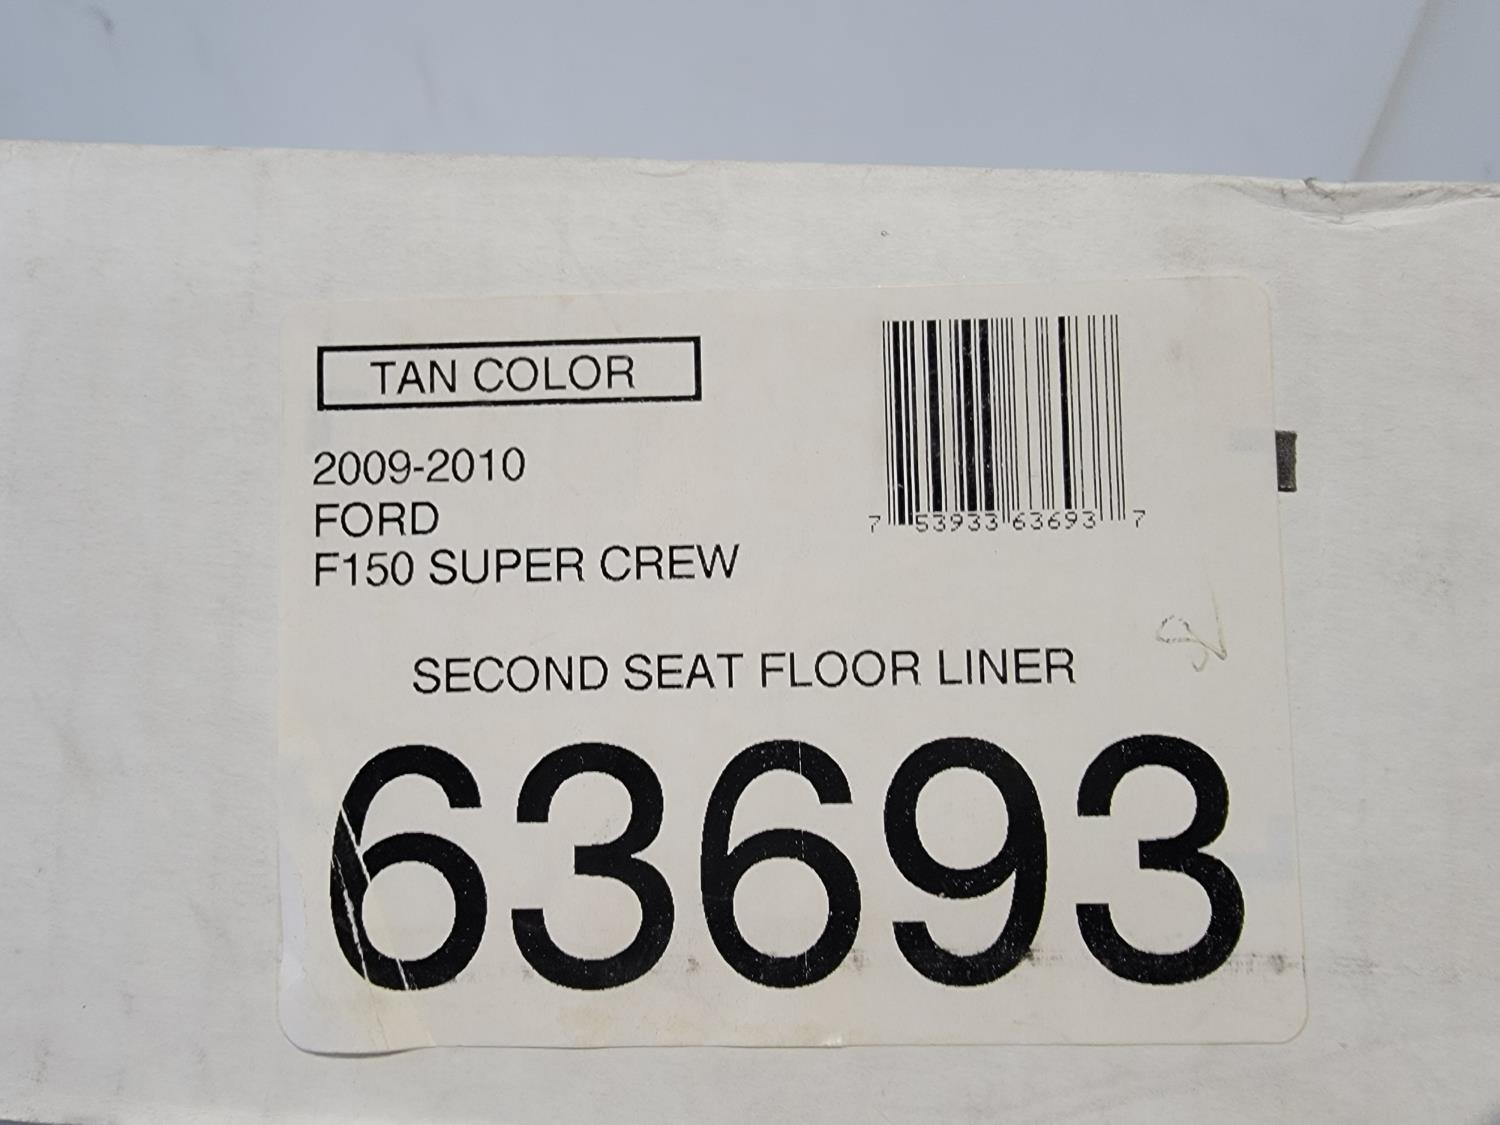 TAN COLOR
2009-2010
FORD
F150 SUPER CREW
7 53933 63693 7
SECOND SEAT FLOOR LINER
63693